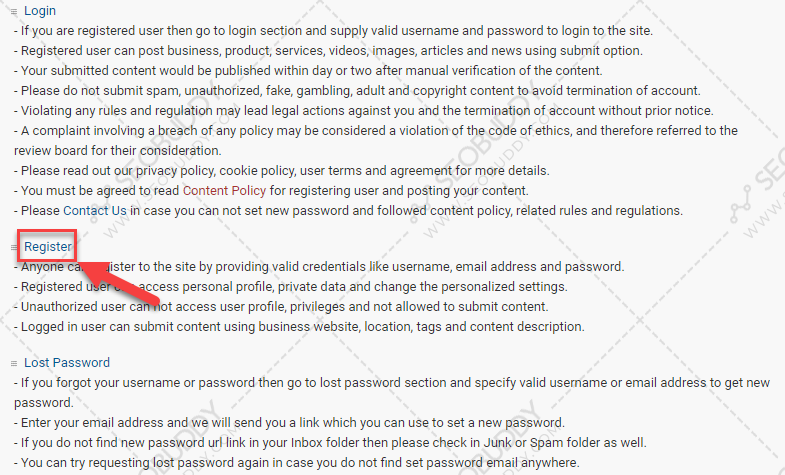 Login
- If you are registered user then go to login section and supply valid username and password to login to the site.
- Registered user can post business, product, services, videos, images, articles and news using submit option.
- Your submitted content would be published within day or two after manual verification of the content.
- Please do not submit spam, unauthorized, fake, gambling, adult and copyright content to avoid termination of account.
- Violating any rules and regulation may lead legal actions against you and the termination of account without prior notice.
- A complaint involving a breach of any policy may be considered a violation of the code of ethics, and therefore referred to the
review board for their consideration.
- Please read out our privacy policy, cookie policy, user terms and agreement for more details.
- You must be agreed to read Content Policy for registering user and posting your content.
- Please Contact Us in case you can not set new password and followed content policy, related rules and regulations.
Register
- Anyone can register to the site by providing valid credentials like username, email address and password.
- Registered user can access personal profile, private data and change the personalized settings.
- Unauthorized user can not access user profile, privileges and not allowed to submit content.
- Logged in user can submit content using business website, location, tags and content description.
Lost Password
- If you forgot your username or password then go to lost password section and specify valid username or email address to get new
password.
- Enter your email address and we will send you a link which you can use to set a new password.
- If you do not find new password url link in your Inbox folder then please check in Junk or Spam folder as well.
- You can try requesting lost password again in case you do not find set password email anywhere.
SEOBUDDY
WWW.SEOBUDDY.COM